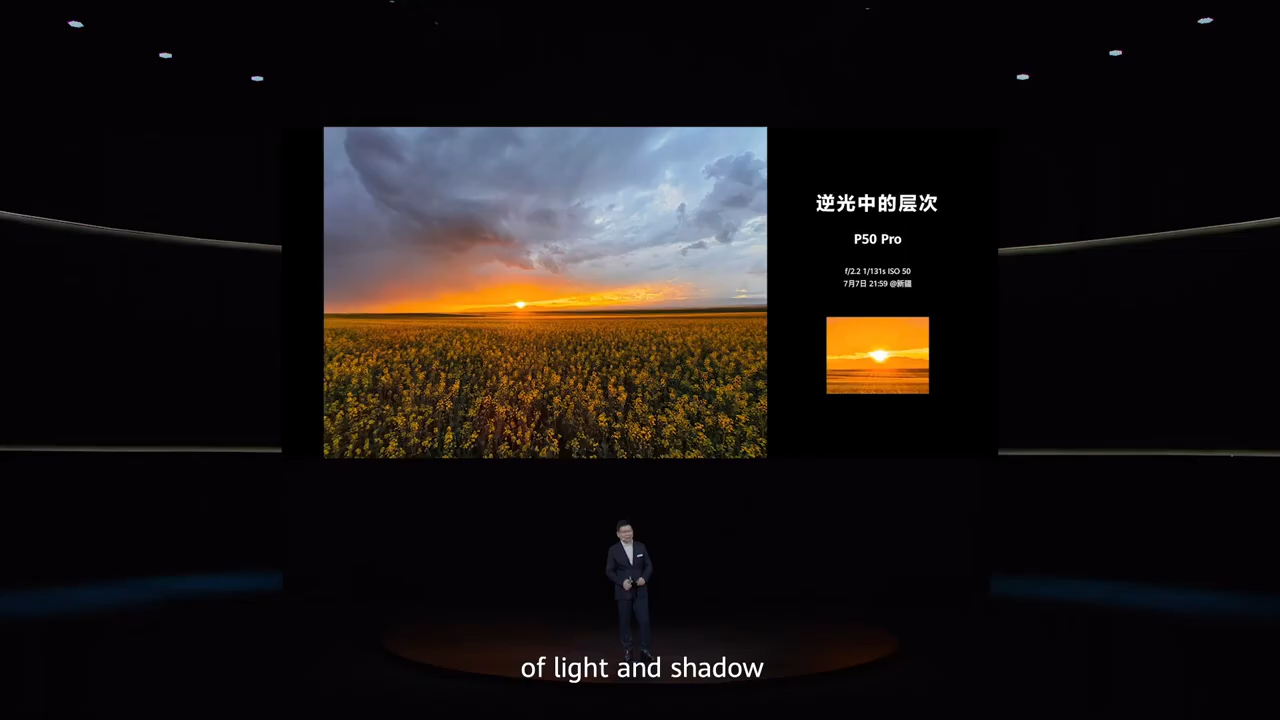 逆光中的层次
P50 Pro
f/2.2 1/131s ISO 50
7月7日 21:59 @新疆
of light and shadow